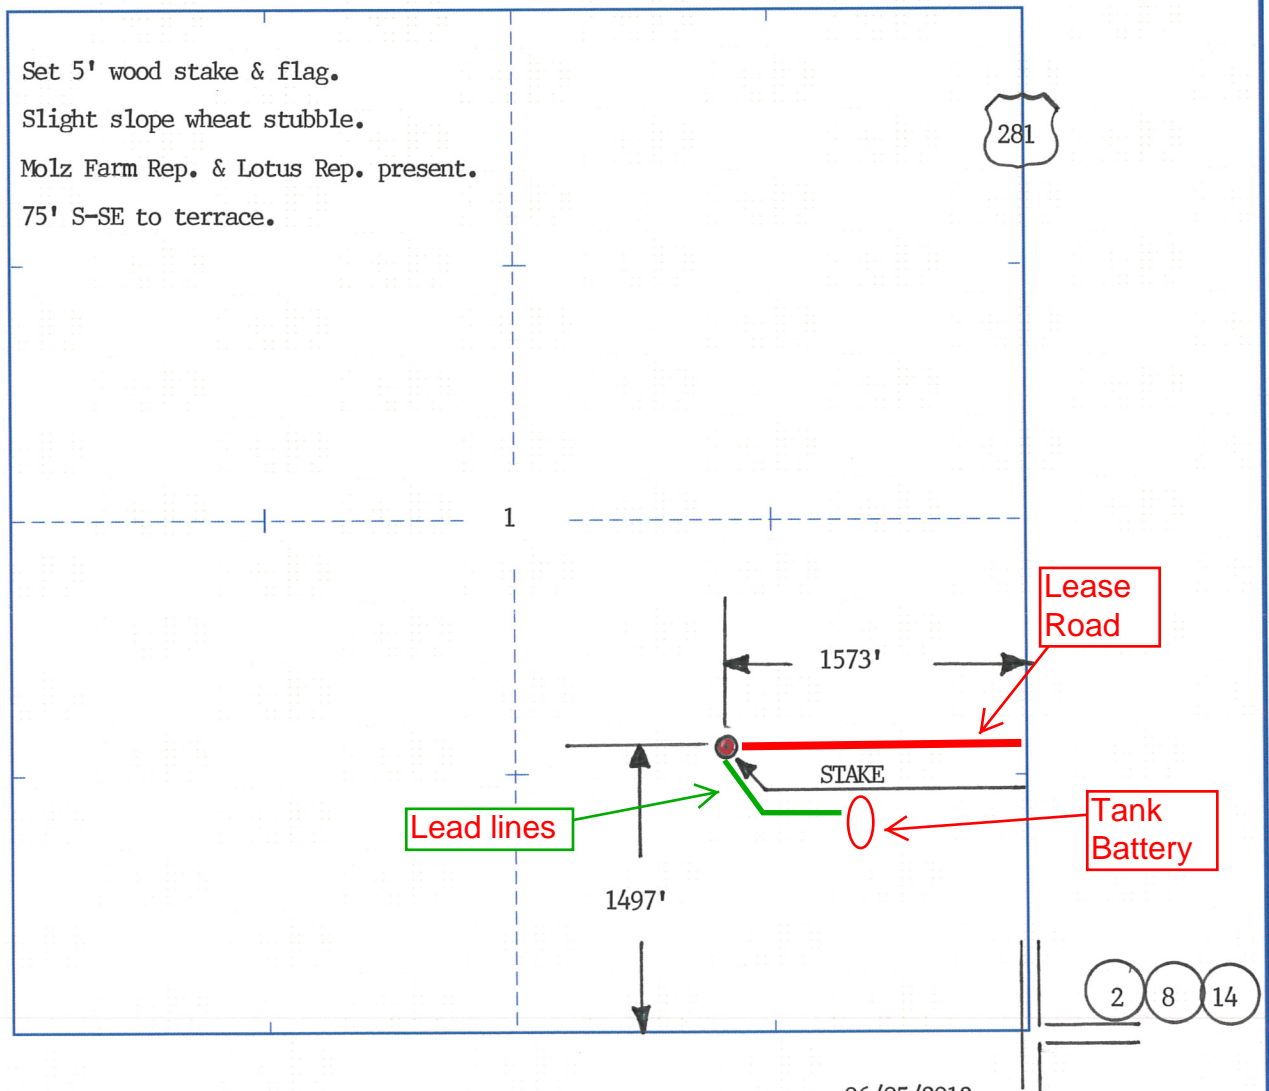 Set 5' wood stake & flag.
Slight slope wheat stubble.
Molz Farm Rep. & Lotus Rep. present.
75' S-SE to terrace.
281
1
Lease
Road
1573'
STAKE
Lead lines
Tank
Battery
1497'
2 8 14